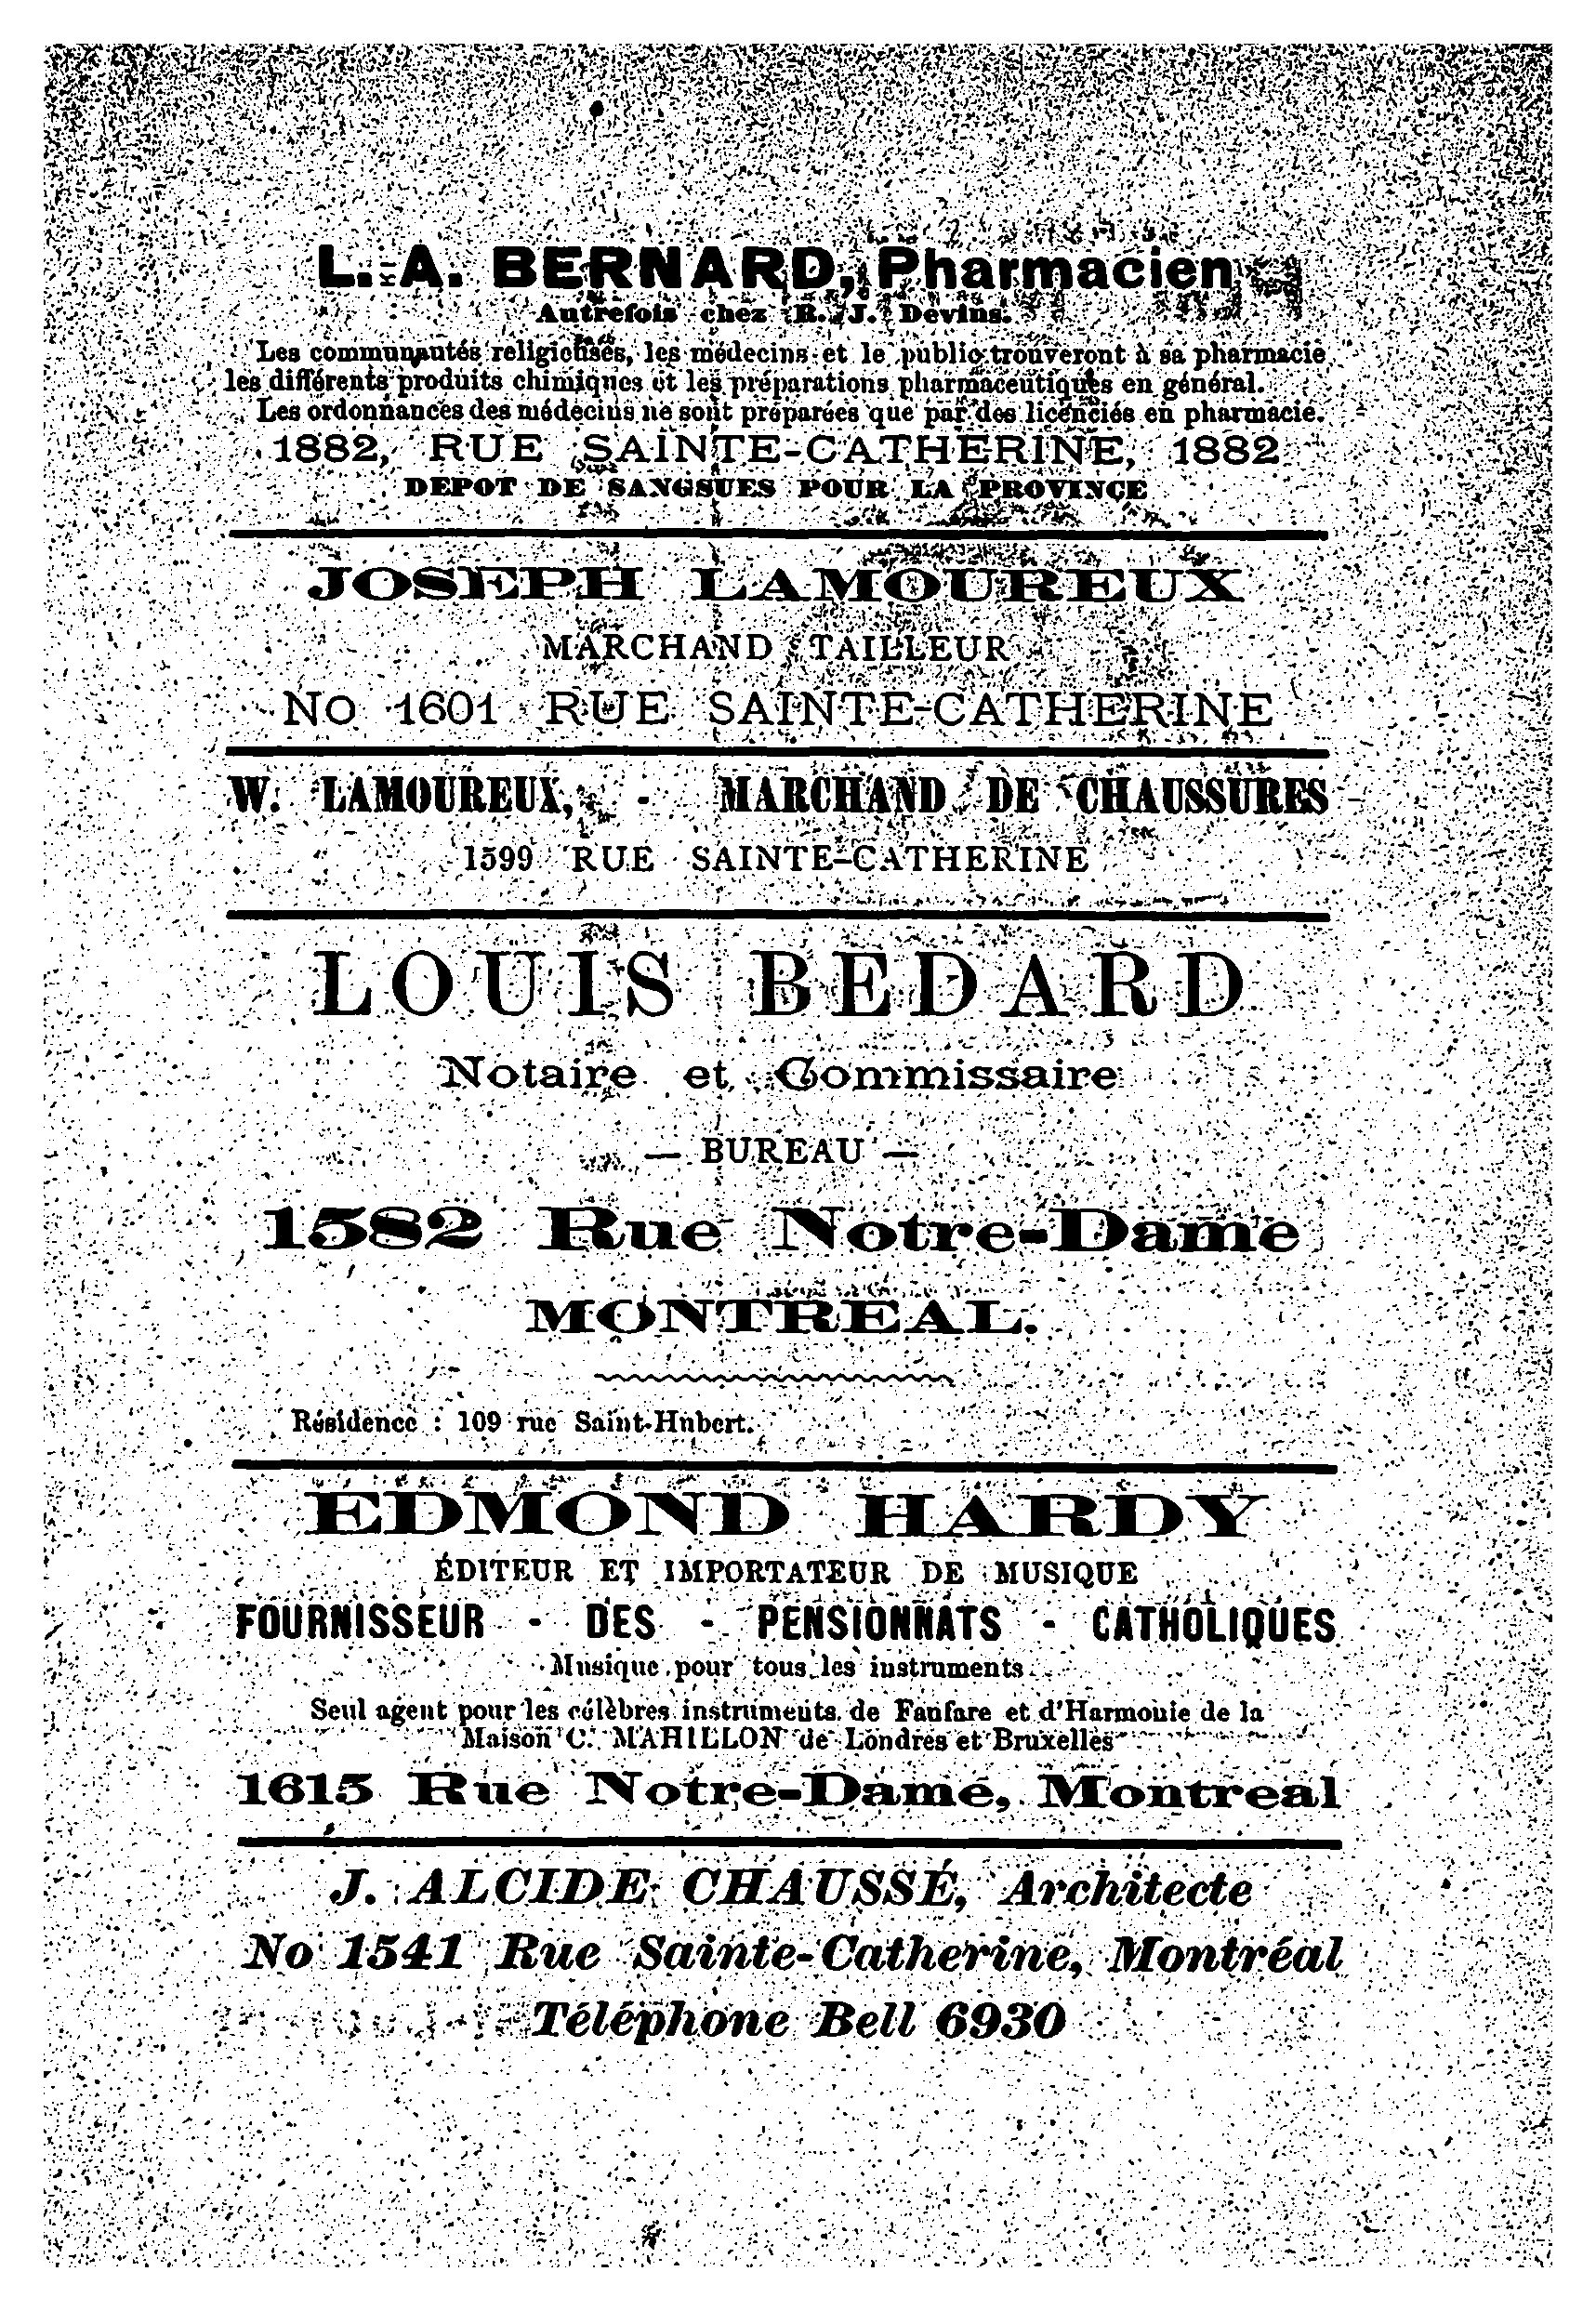 L. A. BERNARD, Pharmacien
Autrefois chez R. J. Devins.
Les communautés religieuses, les médecins et le public trouveront à sa pharmacie
les différents produits chimiques et les préparations pharmaceutiques en général.
Les ordonnances des médecins ne sont préparées que par des licenciés en pharmacie.
1882, RUE SAINTE-CATHERINE, 1882
DEPOT DE SANGSUES POUR LA PROVINCE
JOSEPH LAMOUREUX
MARCHAND TAILLEUR
No 1601 RUE SAINTE-CATHERINE
W. LAMOUREUX, - MARCHAND DE CHAUSSURES
1599 RUE SAINTE-CATHERINE
LOUIS BEDARD
Notaire et Commissaire
— BUREAU —
1582 Rue Notre-Dame
MONTREAL.
Résidence : 109 rue Saint-Hubert.
EDMOND HARDY
ÉDITEUR ET IMPORTATEUR DE MUSIQUE
FOURNISSEUR - DES - PENSIONNATS - CATHOLIQUES
Musique pour tous les instruments
Seul agent pour les célèbres instruments de Fanfare et d'Harmonie de la
Maison C. MAHILLON de Londres et Bruxelles
1615 Rue Notre-Dame, Montreal
J. ALCIDE CHAUSSÉ, Architecte
No 1541 Rue Sainte-Catherine, Montréal
Téléphone Bell 6930